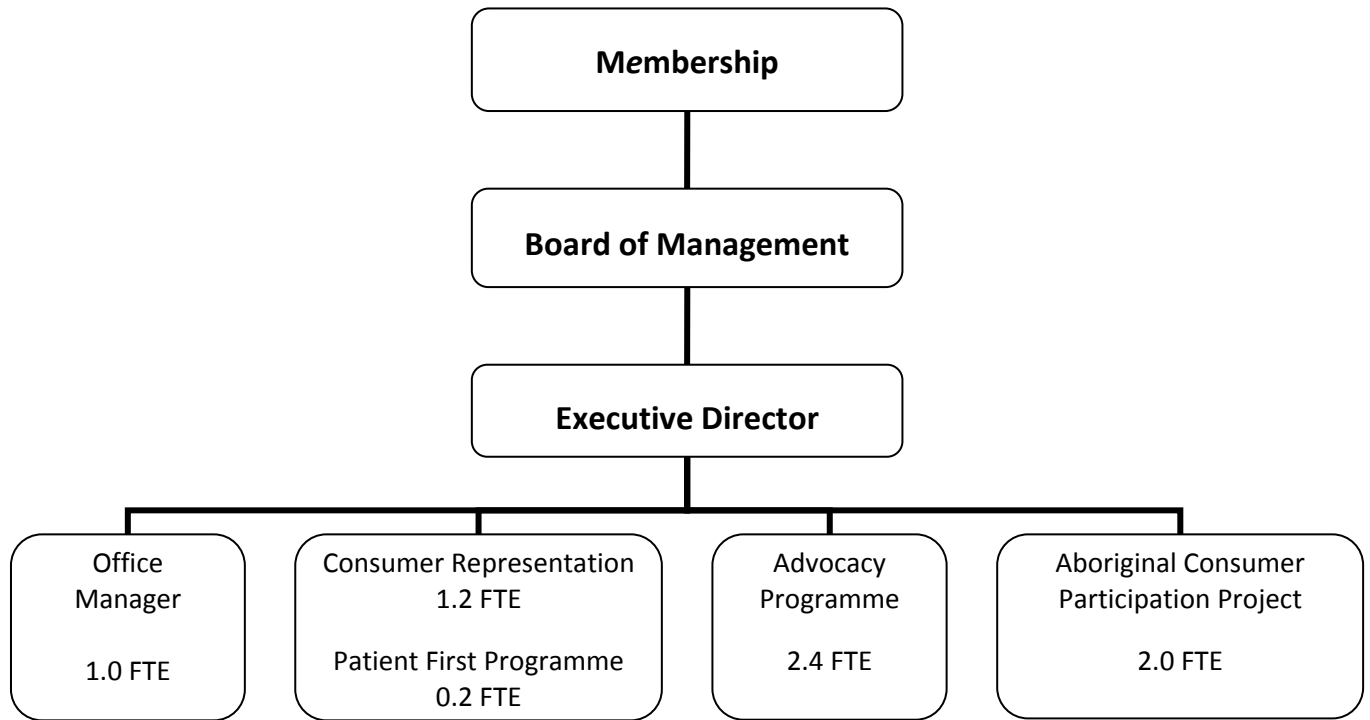 Membership
Board of Management
Executive Director
Office
Manager
1.0 FTE
Consumer Representation
1.2 FTE
Patient First Programme
0.2 FTE
Advocacy
Programme
2.4 FTE
Aboriginal Consumer
Participation Project
2.0 FTE